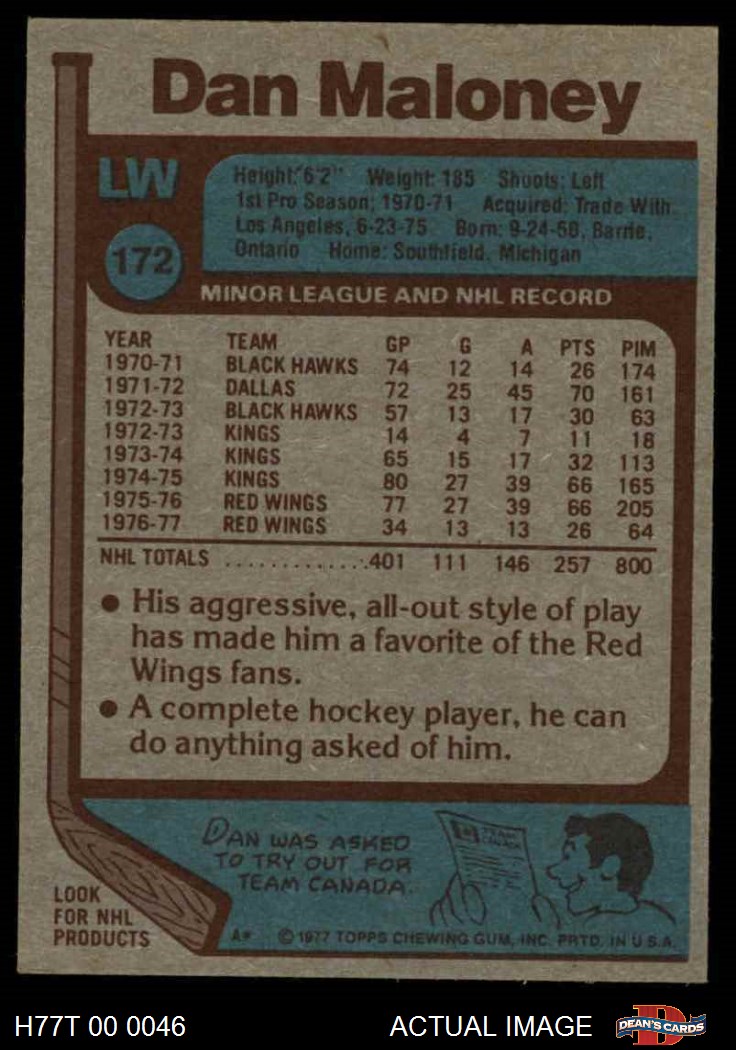 Dan Maloney
LW
172
Height: 6'2" Weight: 185 Shoots: Left
1st Pro Season: 1970-71 Acquired: Trade With
Los Angeles, 6-23-75 Born: 9-24-50, Barrie,
Ontario Home: Southfield, Michigan
MINOR LEAGUE AND NHL RECORD
YEAR TEAM GP G A PTS PIM
1970-71 BLACK HAWKS 74 12 14 26 174
1971-72 DALLAS 72 25 45 70 161
1972-73 BLACK HAWKS 57 13 17 30 63
1972-73 KINGS 14 4 7 11 18
1973-74 KINGS 65 15 17 32 113
1974-75 KINGS 80 27 39 66 165
1975-76 RED WINGS 77 27 39 66 205
1976-77 RED WINGS 34 13 13 26 64
NHL TOTALS .............401 111 146 257 800
● His aggressive, all-out style of play
has made him a favorite of the Red
Wings fans.
● A complete hockey player, he can
do anything asked of him.
DAN WAS ASKED
TO TRY OUT FOR
TEAM CANADA.
TEAM
CANADA
LOOK
FOR NHL
PRODUCTS
A* © 1977 TOPPS CHEWING GUM, INC. PRTD. IN U.S.A.
H77T 00 0046 ACTUAL IMAGE
D
DEAN'S CARDS